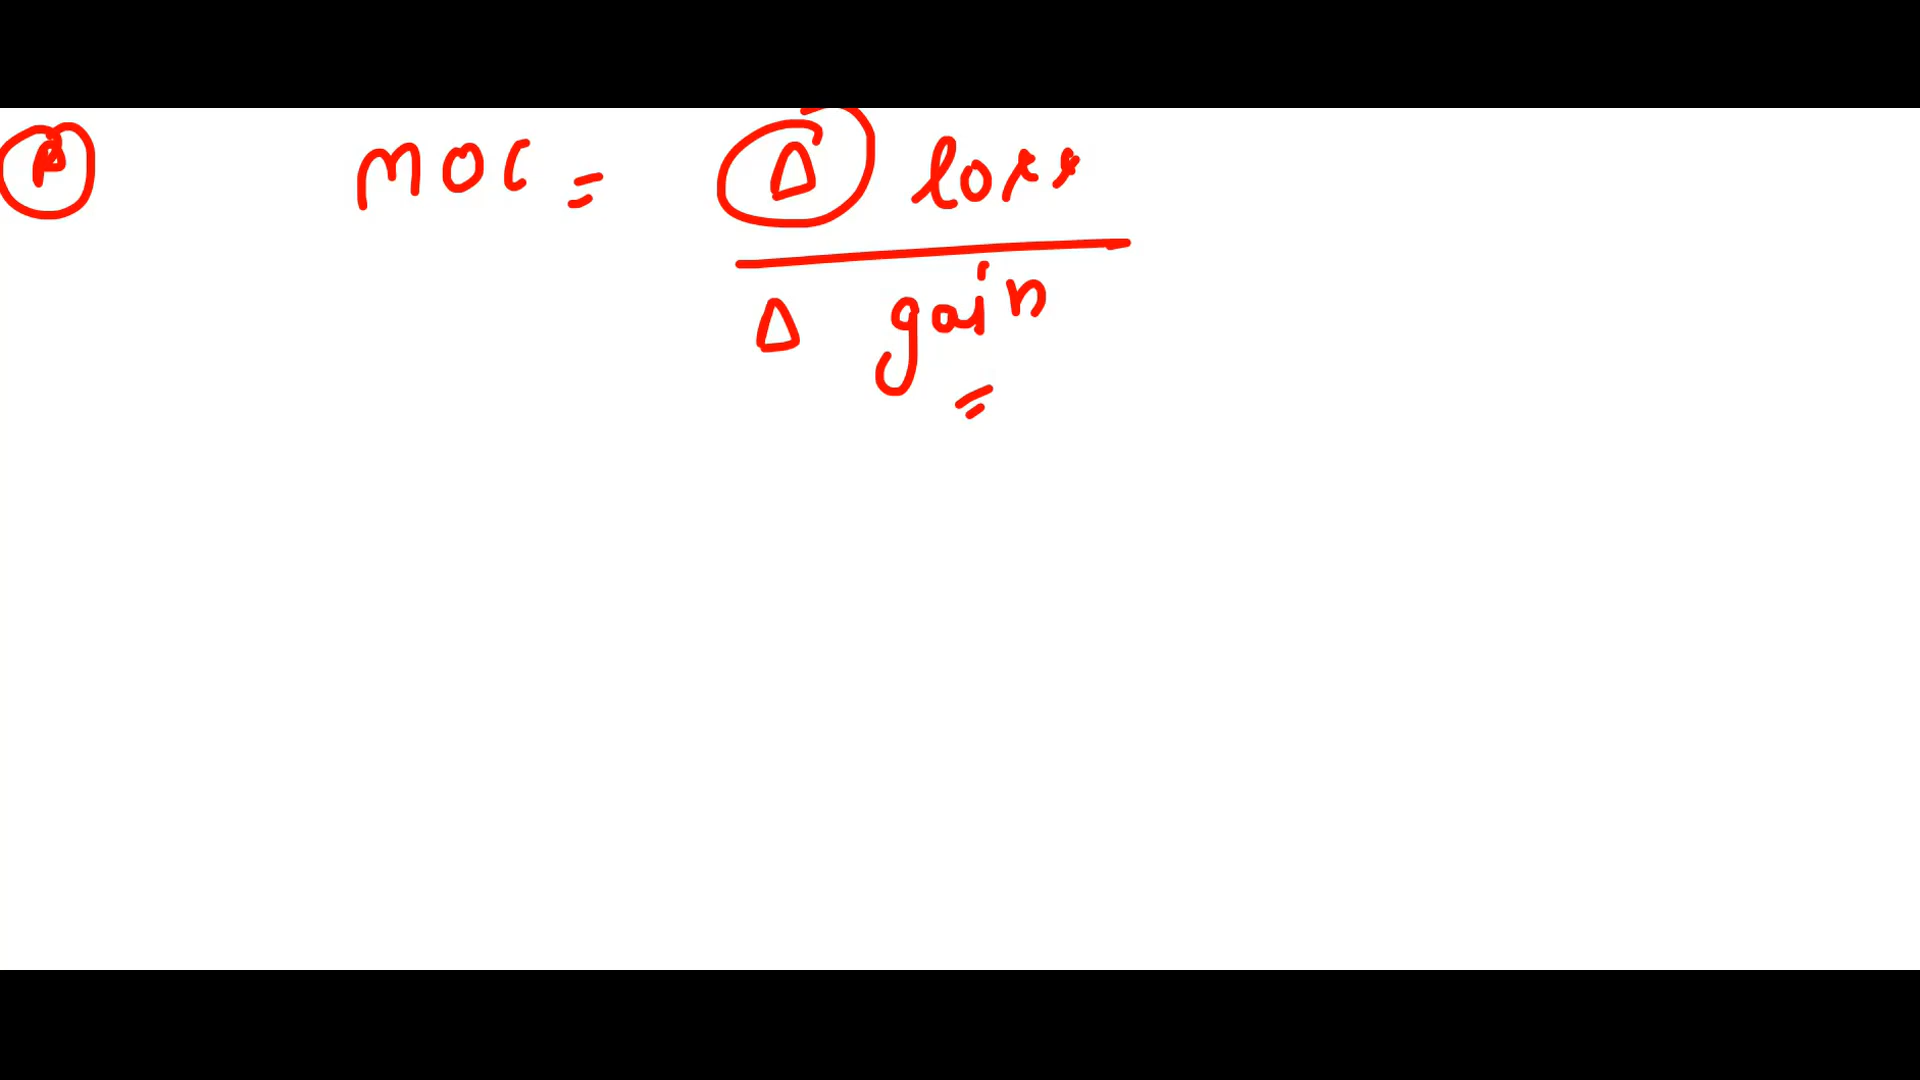 MOC = Δ loss
Δ gain